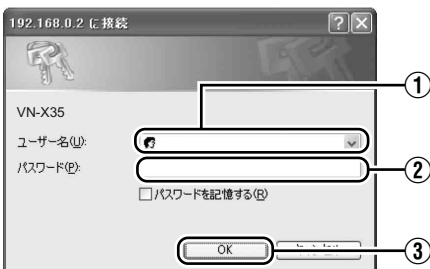 192.168.0.2 に接続
①
VN-X35
ユーザー名(U):
パスワード(P):
②
パスワードを記憶する(R)
OK
③